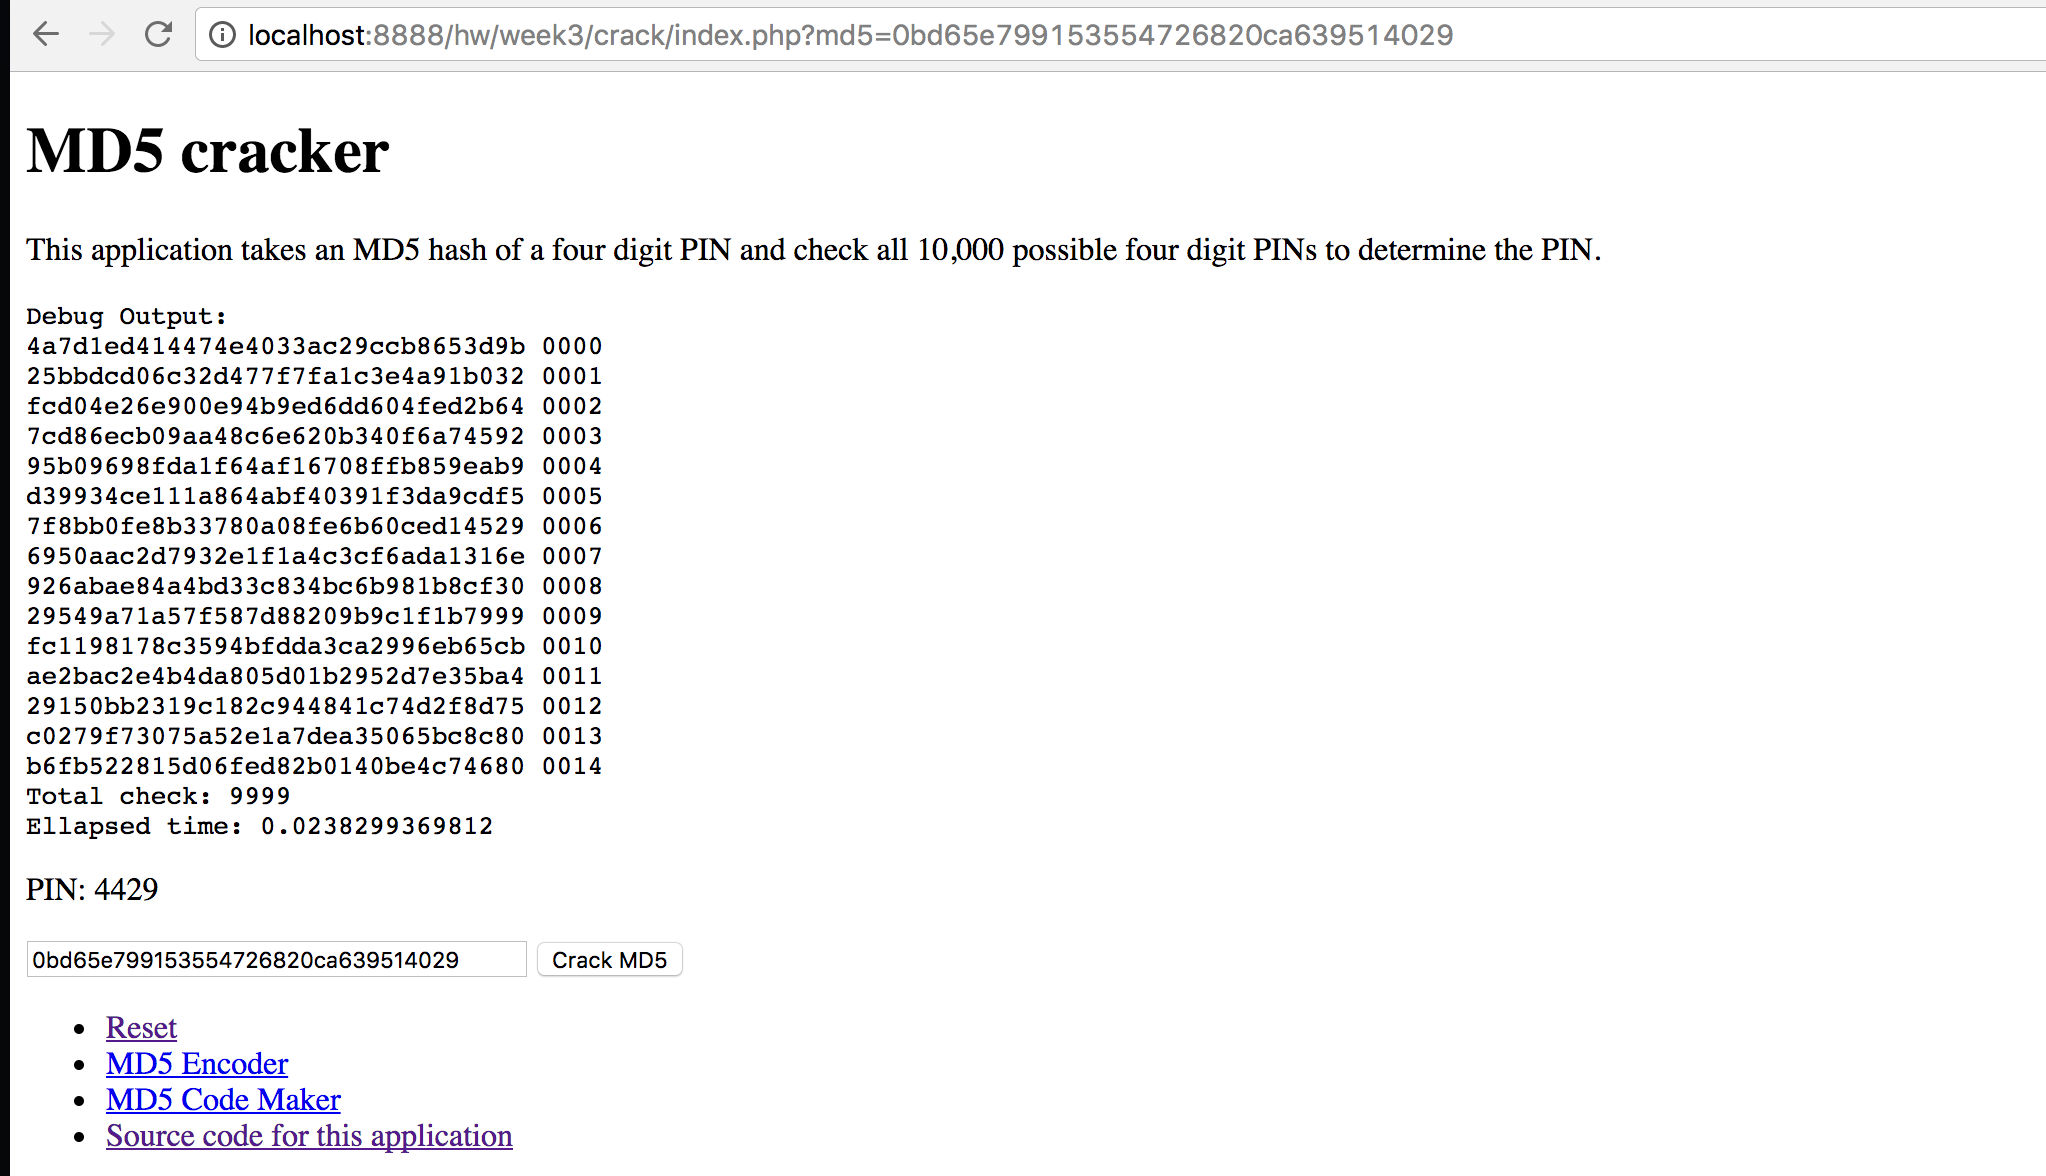 localhost:8888/hw/week3/crack/index.php?md5=0bd65e799153554726820ca639514029
MD5 cracker
This application takes an MD5 hash of a four digit PIN and check all 10,000 possible four digit PINs to determine the PIN.
Debug Output:
4a7d1ed414474e4033ac29ccb8653d9b 0000
25bbdcd06c32d477f7fa1c3e4a91b032 0001
fcd04e26e900e94b9ed6dd604fed2b64 0002
7cd86ecb09aa48c6e620b340f6a74592 0003
95b09698fda1f64af16708ffb859eab9 0004
d39934ce111a864abf40391f3da9cdf5 0005
7f8bb0fe8b33780a08fe6b60ced14529 0006
6950aac2d7932e1f1a4c3cf6ada1316e 0007
926abae84a4bd33c834bc6b981b8cf30 0008
29549a71a57f587d88209b9c1f1b7999 0009
fc1198178c3594bfdda3ca2996eb65cb 0010
ae2bac2e4b4da805d01b2952d7e35ba4 0011
29150bb2319c182c944841c74d2f8d75 0012
c0279f73075a52e1a7dea35065bc8c80 0013
b6fb522815d06fed82b0140be4c74680 0014
Total check: 9999
Ellapsed time: 0.0238299369812
PIN: 4429
0bd65e799153554726820ca639514029 Crack MD5
Reset
MD5 Encoder
MD5 Code Maker
Source code for this application